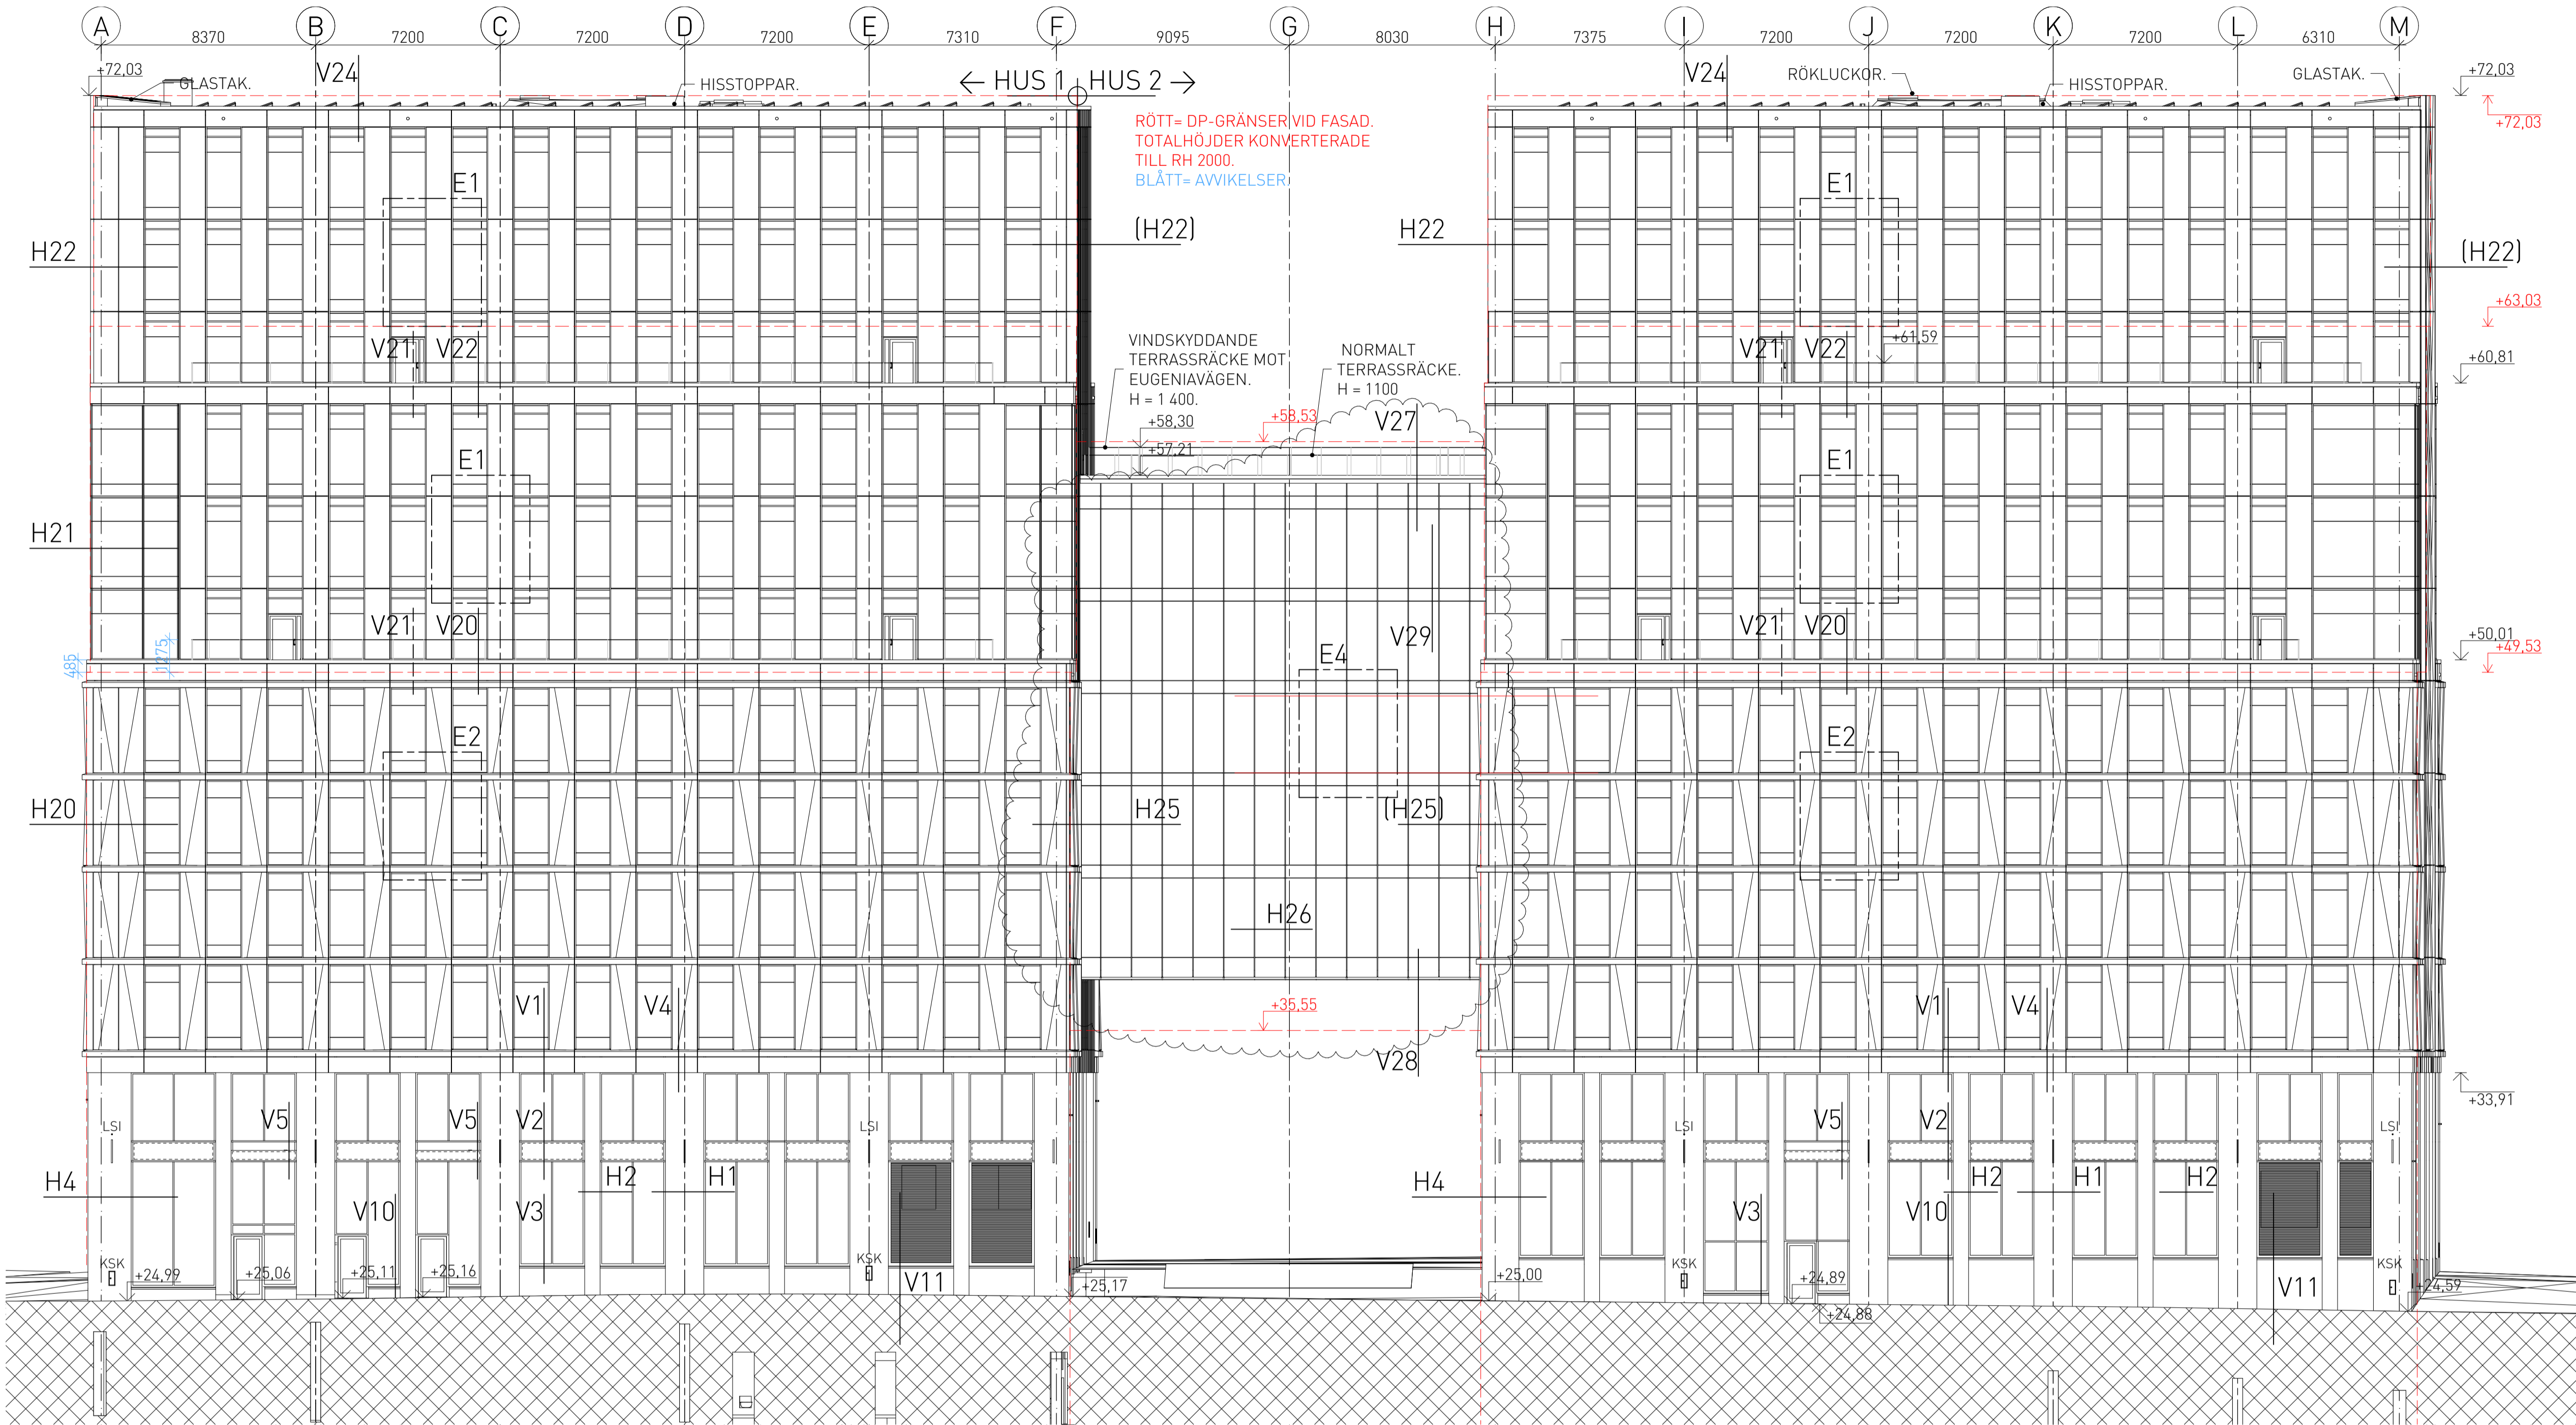 A B C D E F G H I J K L M
8370 7200 7200 7200 7310 9095 8030 7375 7200 7200 7200 6310
+72,03
GLASTAK.
V24
HISSTOPPAR.
← HUS 1
HUS 2 →
V24
RÖKLUCKOR.
HISSTOPPAR.
GLASTAK.
+72,03
+72,03
RÖTT= DP-GRÄNSER VID FASAD.
TOTALHÖJDER KONVERTERADE
TILL RH 2000.
BLÅTT= AVVIKELSER.
E1
E1
H22
(H22)
H22
(H22)
+63,03
V21
V22
VINDSKYDDANDE
TERRASSRÄCKE MOT
EUGENIAVÄGEN.
H = 1 400.
NORMALT
TERRASSRÄCKE.
H = 1100
V21
V22
+61,59
+60,81
+58,30
+58,53
V27
+57,21
E1
E1
H21
V21
V20
V29
V21
V20
485
1275
E4
+50,01
+49,53
E2
E2
H20
H25
(H25)
H26
V1
V4
+35,55
V1
V4
V28
+33,91
LSI
V5
V5
V2
LSI
LSI
V5
V2
LSI
H4
H2
H1
H4
H2
H1
H2
V10
V3
V3
V10
KSK
+24,99
+25,06
+25,11
+25,16
KSK
V11
+25,17
+25,00
KSK
+24,89
+24,88
V11
KSK
+24,59